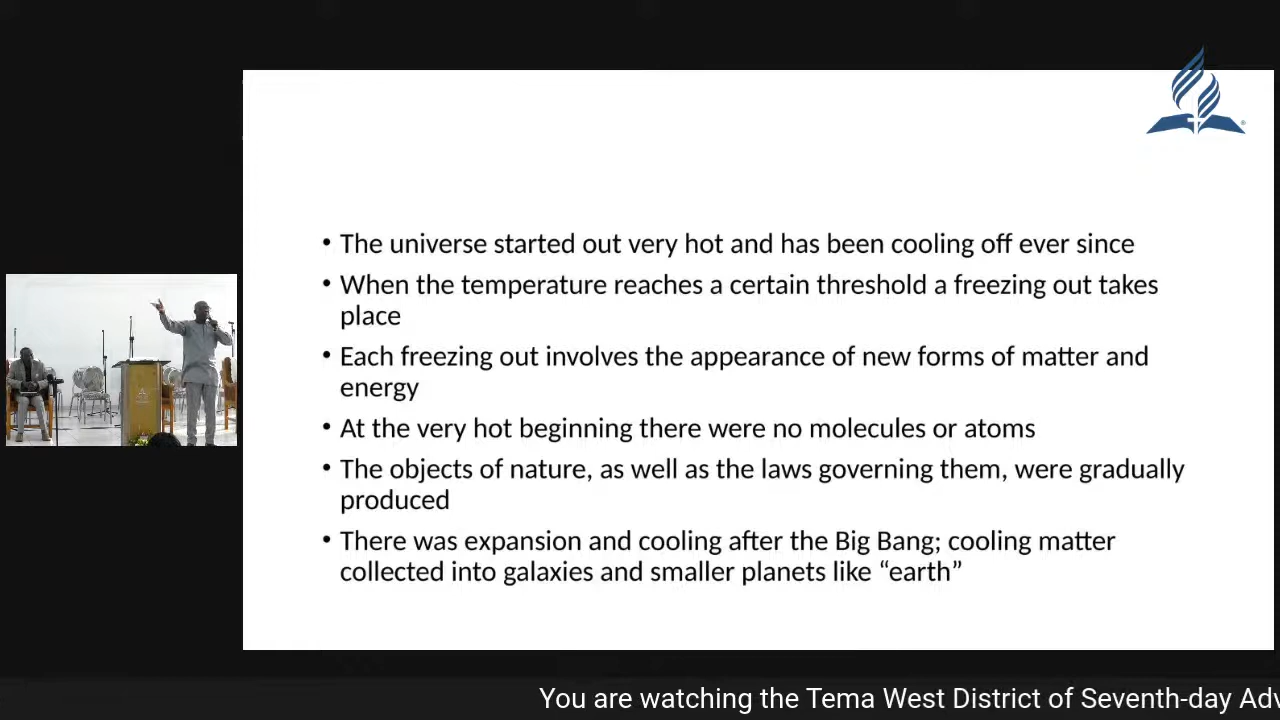 • The universe started out very hot and has been cooling off ever since
• When the temperature reaches a certain threshold a freezing out takes
place
• Each freezing out involves the appearance of new forms of matter and
energy
• At the very hot beginning there were no molecules or atoms
• The objects of nature, as well as the laws governing them, were gradually
produced
• There was expansion and cooling after the Big Bang; cooling matter
collected into galaxies and smaller planets like “earth”
You are watching the Tema West District of Seventh-day Adv